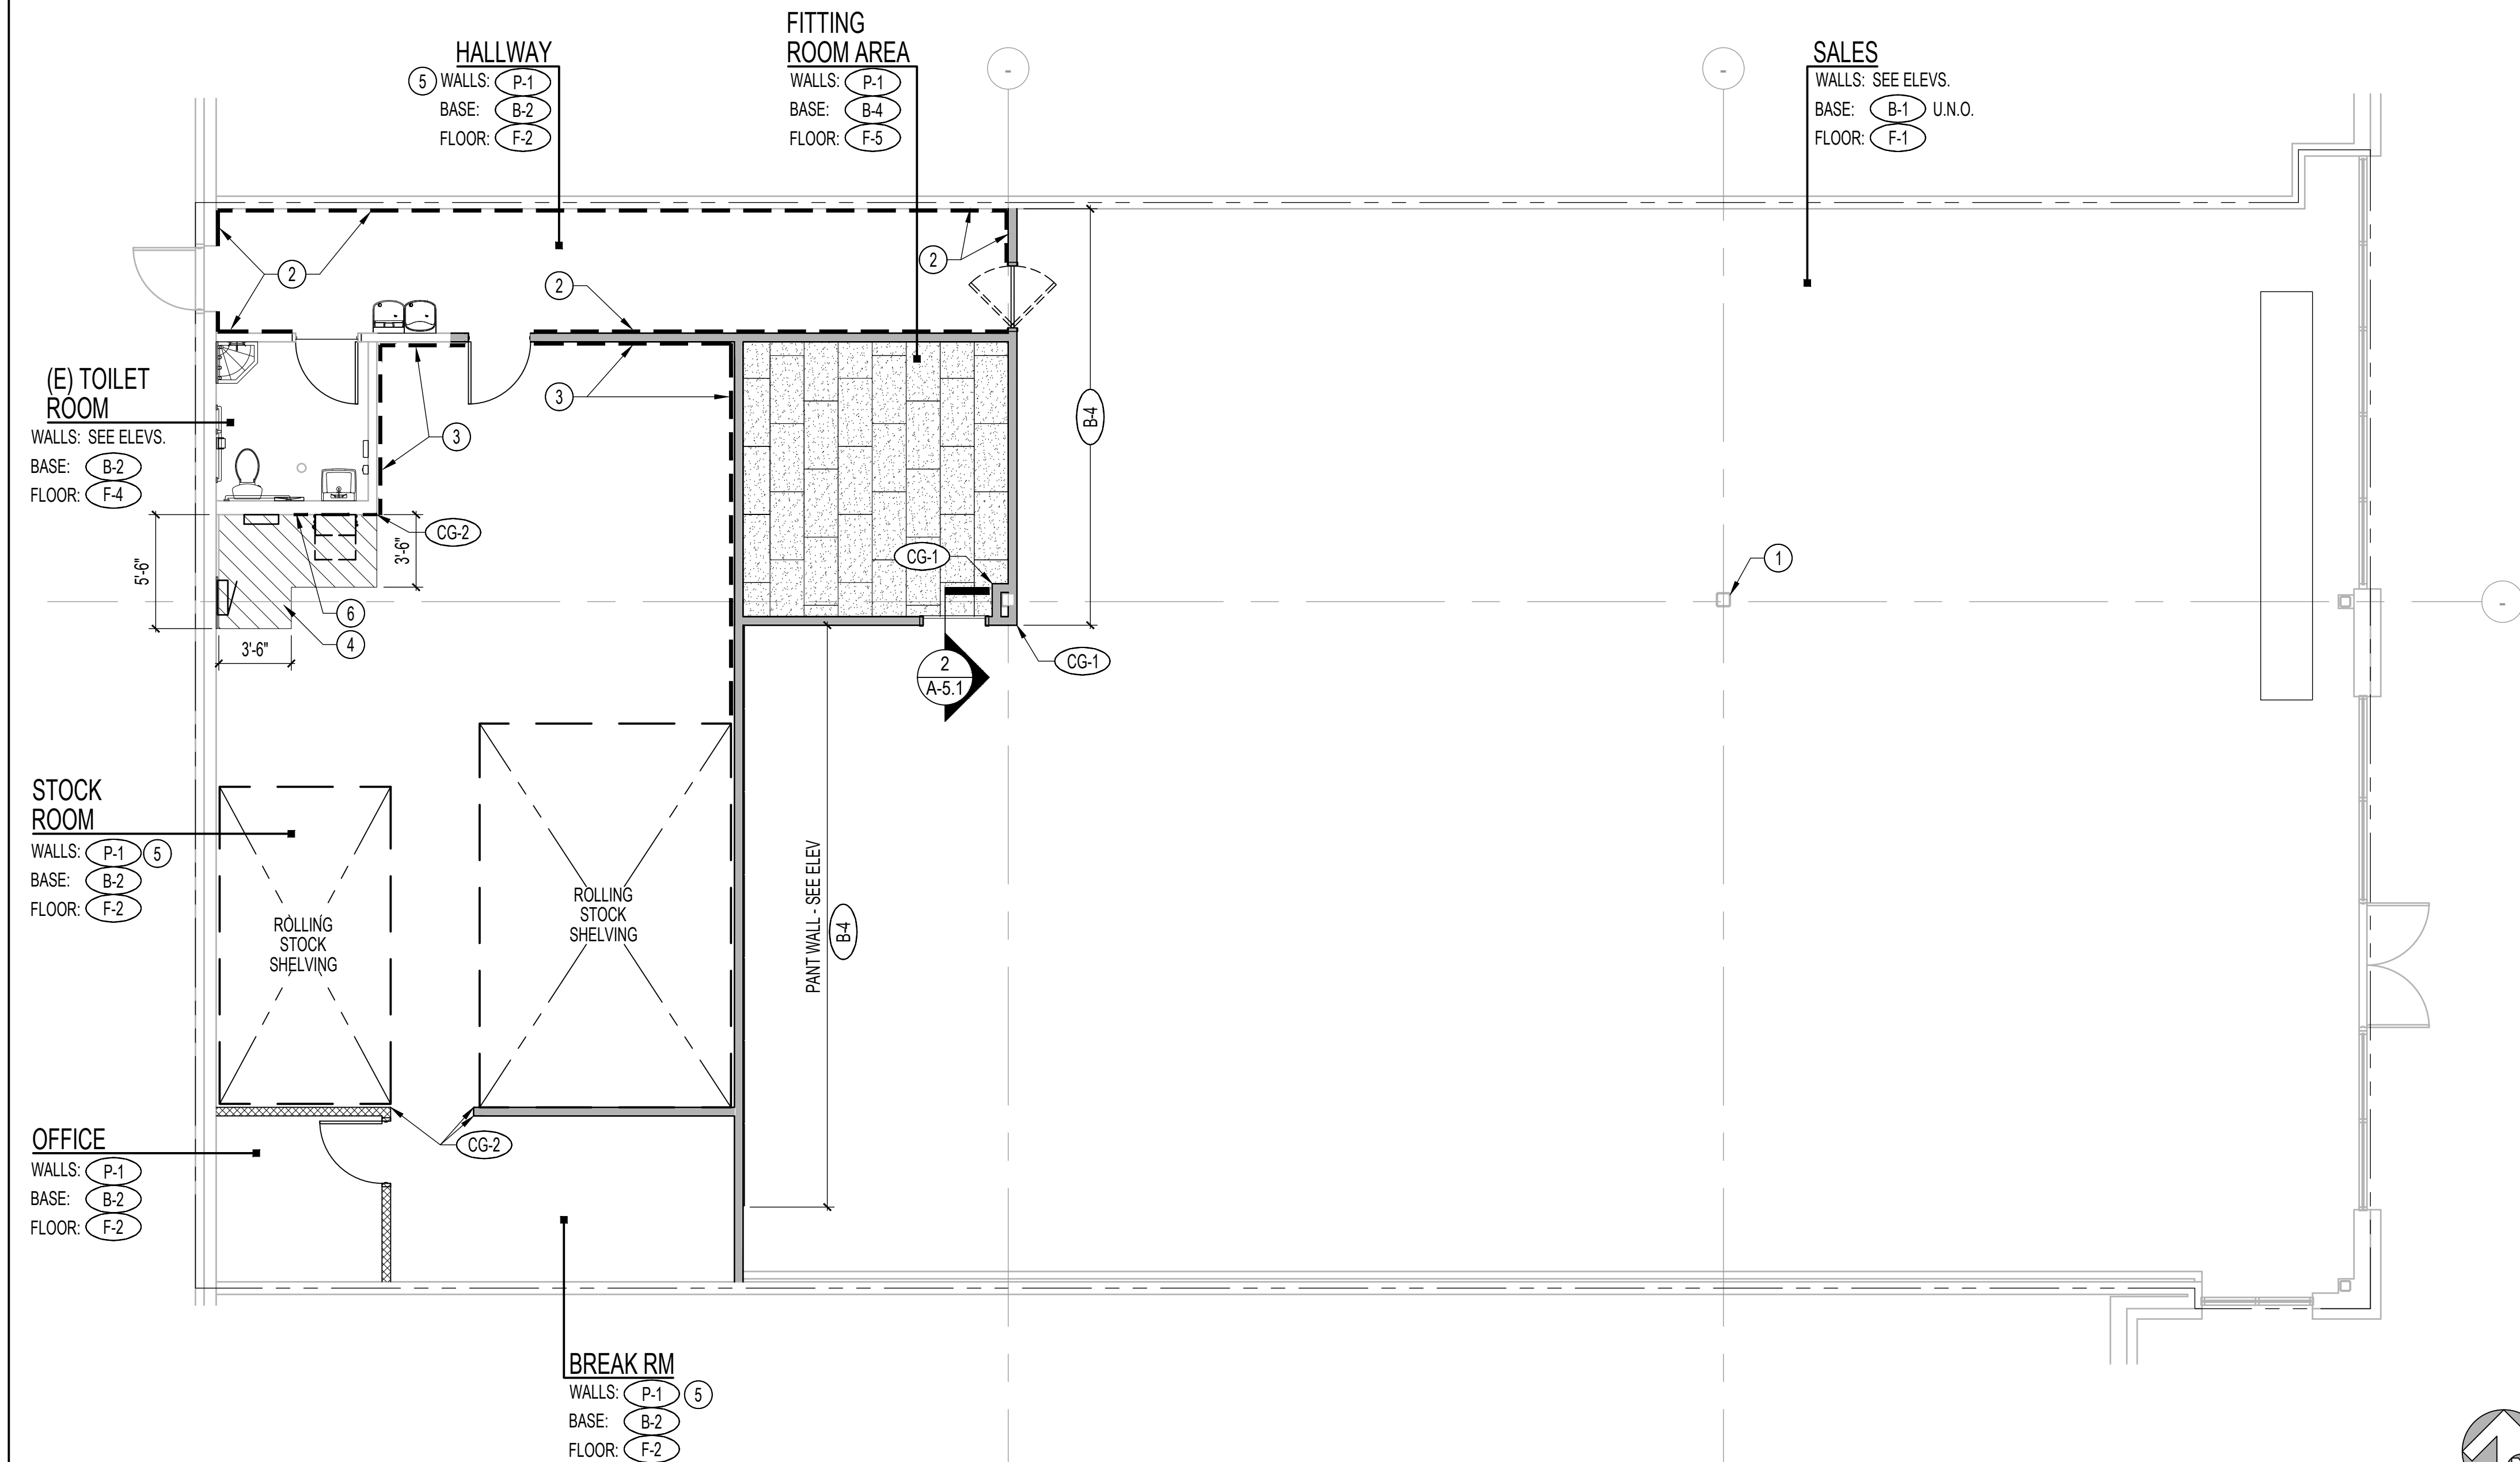 FITTING
ROOM AREA
WALLS: P-1
BASE: B-4
FLOOR: F-5
HALLWAY
5 WALLS: P-1
BASE: B-2
FLOOR: F-2
-
-
SALES
WALLS: SEE ELEVS.
BASE: B-1 U.N.O.
FLOOR: F-1
2
2
2
3
3
B-4
(E) TOILET
ROOM
WALLS: SEE ELEVS.
BASE: B-2
FLOOR: F-4
CG-2
5'-6"
3'-6"
3'-6"
6
4
CG-1
1
-
CG-1
2
A-5.1
STOCK
ROOM
WALLS: P-1 5
BASE: B-2
FLOOR: F-2
ROLLING
STOCK
SHELVING
ROLLING
STOCK
SHELVING
PANT WALL - SEE ELEV
B-4
OFFICE
WALLS: P-1
BASE: B-2
FLOOR: F-2
CG-2
BREAK RM
WALLS: P-1 5
BASE: B-2
FLOOR: F-2